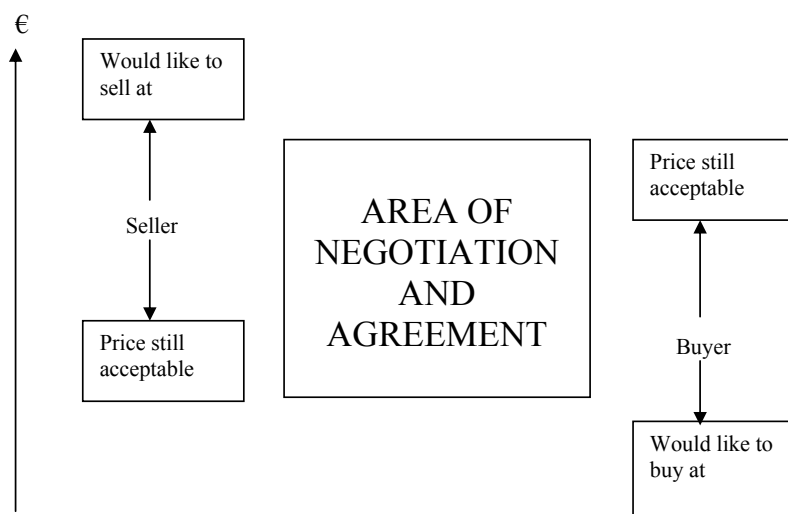 €
Would like to
sell at
Seller
Price still
acceptable
AREA OF
NEGOTIATION
AND
AGREEMENT
Price still
acceptable
Buyer
Would like to
buy at